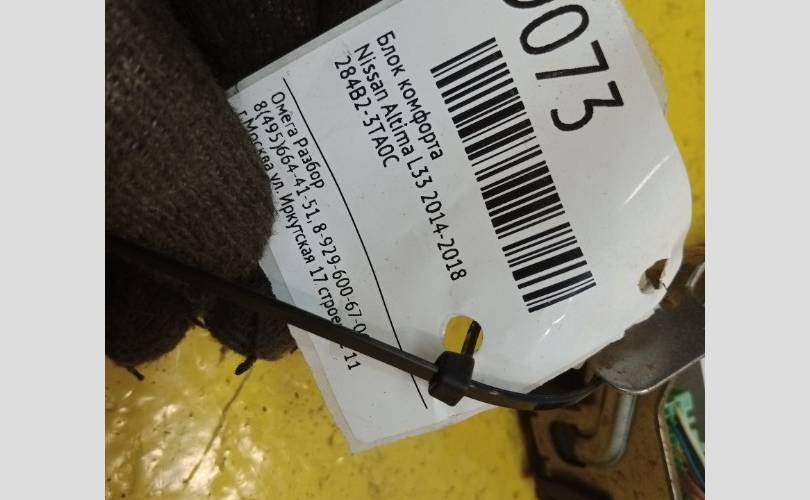 0073
Блок комфорта
Nissan Altima L33 2014-2018
284B2-3TA0C
Омега Разбор
8(495)664-41-51, 8-929-600-67-0
г.Москва ул. Иркутская 17 11